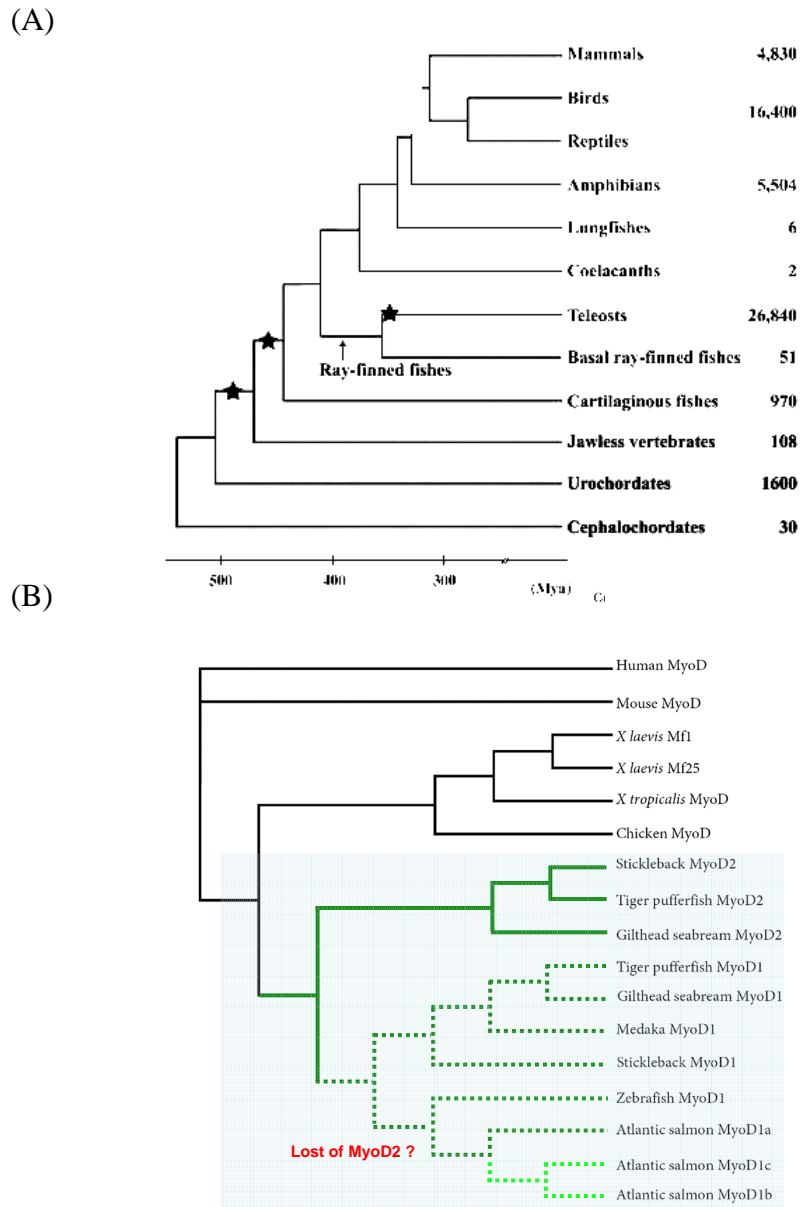 (A)
Mammals 4,830
Birds
16,400
Reptiles
Amphibians 5,504
Lungfishes 6
Coelacanths 2
Teleosts 26,840
Basal ray-finned fishes 51
Ray-finned fishes
Cartilaginous fishes 970
Jawless vertebrates 108
Urochordates 1600
Cephalochordates 30
500 400 300 (Mya)
(B)
Human MyoD
Mouse MyoD
X laevis Mf1
X laevis Mf25
X tropicalis MyoD
Chicken MyoD
Stickleback MyoD2
Tiger pufferfish MyoD2
Gilthead seabream MyoD2
Tiger pufferfish MyoD1
Gilthead seabream MyoD1
Medaka MyoD1
Stickleback MyoD1
Zebrafish MyoD1
Atlantic salmon MyoD1a
Lost of MyoD2 ?
Atlantic salmon MyoD1c
Atlantic salmon MyoD1b